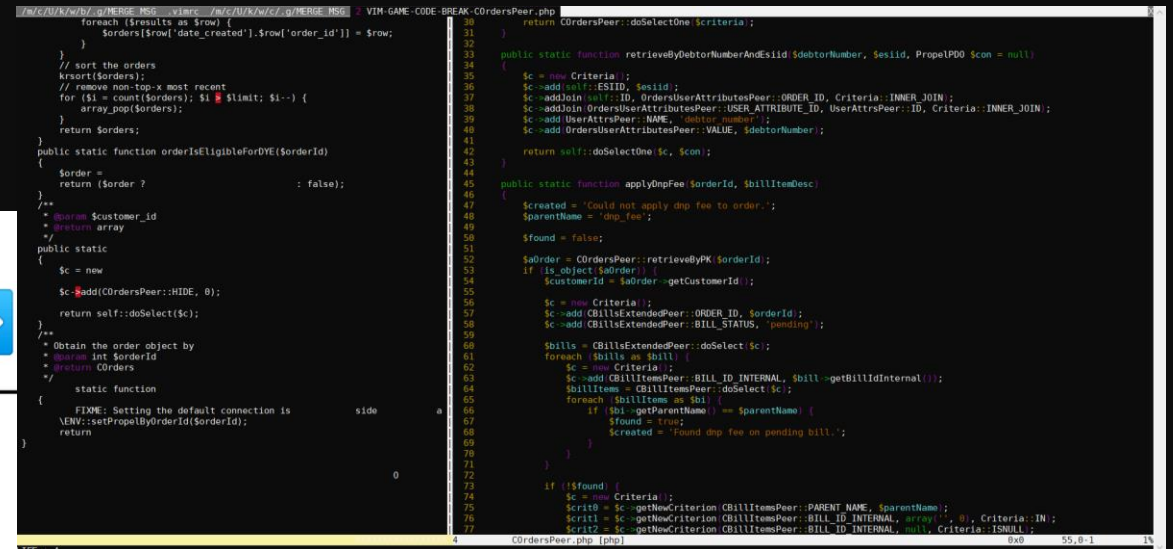 /m/c/U/k/w/b/.g/MERGE_MSG .vimrc /m/c/U/k/w/c/.g/MERGE_MSG 2 VIM-GAME-CODE-BREAK-COrdersPeer.php X
foreach ($results as $row) {
$orders[$row['date_created'].$row['order_id']] = $row;
}
}
// sort the orders
krsort($orders);
// remove non-top-x most recent
for ($i = count($orders); $i > $limit; $i--) {
array_pop($orders);
}
return $orders;
}
public static function orderIsEligibleForDYE($orderId)
{
$order =
return ($order ? : false);
}
/**
* @param $customer_id
* @return array
*/
public static
{
$c = new
$c->add(COrdersPeer::HIDE, 0);
return self::doSelect($c);
}
/**
* Obtain the order object by
* @param int $orderId
* @return COrders
*/
static function
{
FIXME: Setting the default connection is side a
\ENV::setPropelByOrderId($orderId);
return
}
0
30 return COrdersPeer::doSelectOne($criteria);
31 }
32
33 public static function retrieveByDebtorNumberAndEsiid($debtorNumber, $esiid, PropelPDO $con = null)
34 {
35 $c = new Criteria();
36 $c->add(self::ESIID, $esiid);
37 $c->addJoin(self::ID, OrdersUserAttributesPeer::ORDER_ID, Criteria::INNER_JOIN);
38 $c->addJoin(OrdersUserAttributesPeer::USER_ATTRIBUTE_ID, UserAttrsPeer::ID, Criteria::INNER_JOIN);
39 $c->add(UserAttrsPeer::NAME, 'debtor_number');
40 $c->add(OrdersUserAttributesPeer::VALUE, $debtorNumber);
41
42 return self::doSelectOne($c, $con);
43 }
44
45 public static function applyDnpFee($orderId, $billItemDesc)
46 {
47 $created = 'Could not apply dnp fee to order.';
48 $parentName = 'dnp_fee';
49
50 $found = false;
51
52 $aOrder = COrdersPeer::retrieveByPK($orderId);
53 if (is_object($aOrder)) {
54 $customerId = $aOrder->getCustomerId();
55
56 $c = new Criteria();
57 $c->add(CBillsExtendedPeer::ORDER_ID, $orderId);
58 $c->add(CBillsExtendedPeer::BILL_STATUS, 'pending');
59
60 $bills = CBillsExtendedPeer::doSelect($c);
61 foreach ($bills as $bill) {
62 $c = new Criteria();
63 $c->add(CBillItemsPeer::BILL_ID_INTERNAL, $bill->getBillIdInternal());
64 $billItems = CBillItemsPeer::doSelect($c);
65 foreach ($billItems as $bi) {
66 if ($bi->getParentName() == $parentName) {
67 $found = true;
68 $created = 'Found dnp fee on pending bill.';
69 }
70 }
71 }
72
73 if (!$found) {
74 $c = new Criteria();
75 $crit0 = $c->getNewCriterion(CBillItemsPeer::PARENT_NAME, $parentName);
76 $crit1 = $c->getNewCriterion(CBillItemsPeer::BILL_ID_INTERNAL, array('', 0), Criteria::IN);
77 $crit2 = $c->getNewCriterion(CBillItemsPeer::BILL_ID_INTERNAL, null, Criteria::ISNULL);
4 COrdersPeer.php [php] 0x0 55,0-1 1%